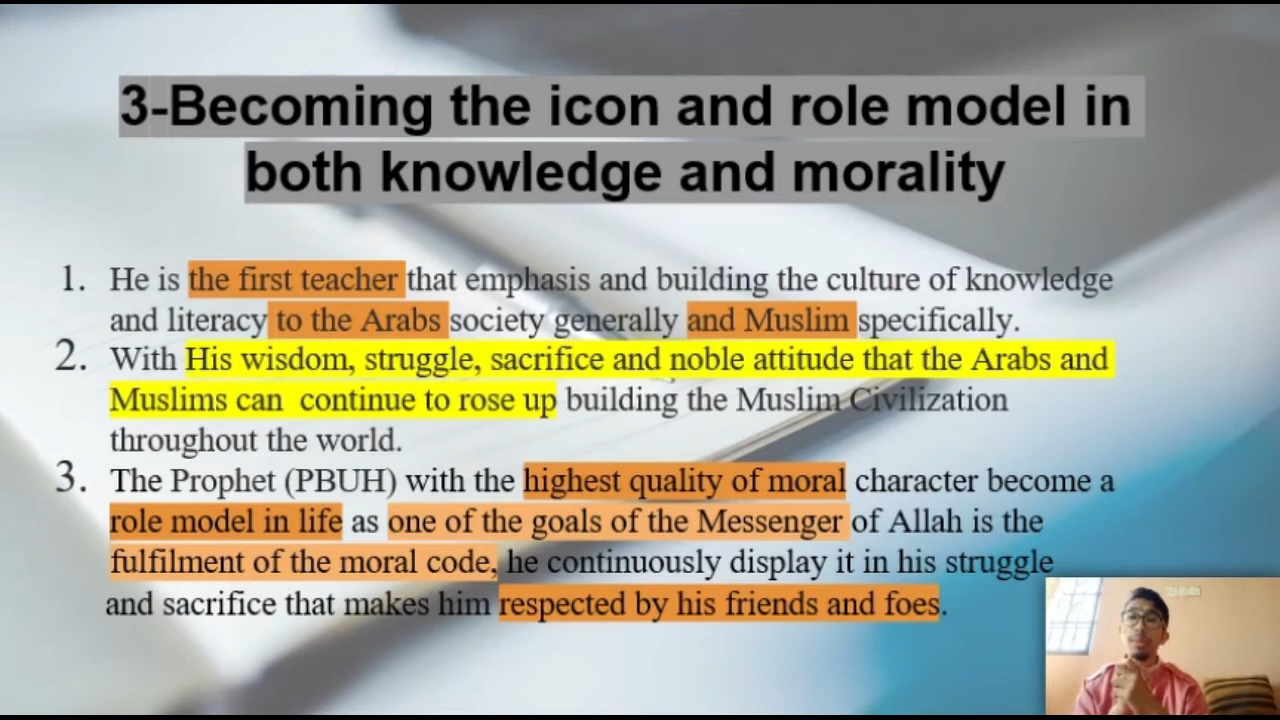 3-Becoming the icon and role model in
both knowledge and morality
1. He is the first teacher that emphasis and building the culture of knowledge
and literacy to the Arabs society generally and Muslim specifically.
2. With His wisdom, struggle, sacrifice and noble attitude that the Arabs and
Muslims can continue to rose up building the Muslim Civilization
throughout the world.
3. The Prophet (PBUH) with the highest quality of moral character become a
role model in life as one of the goals of the Messenger of Allah is the
fulfilment of the moral code, he continuously display it in his struggle
and sacrifice that makes him respected by his friends and foes.